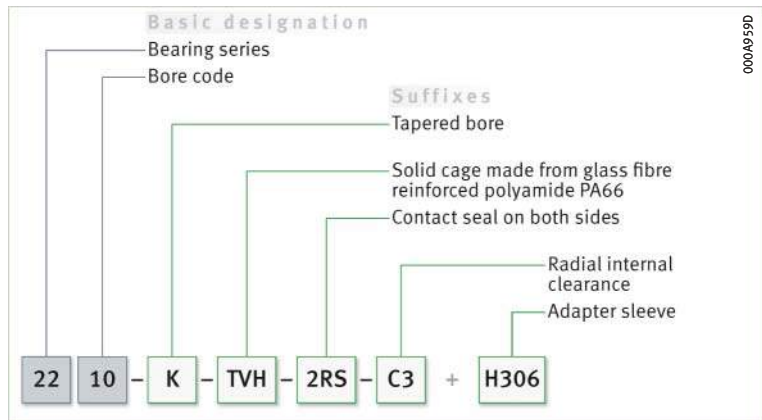 Basic designation
Bearing series
Bore code
Suffixes
Tapered bore
Solid cage made from glass fibre
reinforced polyamide PA66
Contact seal on both sides
Radial internal
clearance
Adapter sleeve
22 10 – K – TVH – 2RS – C3 + H306
000A959D